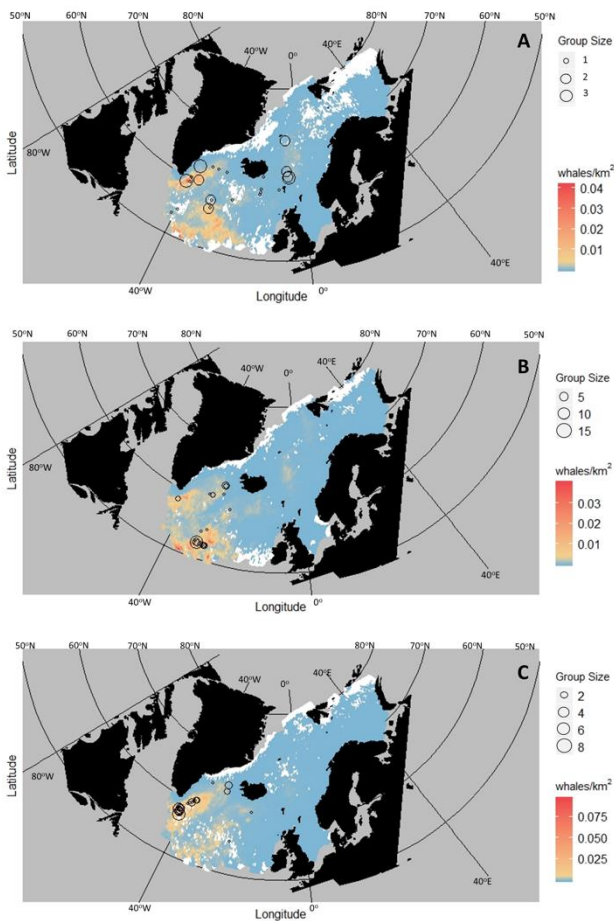 50°N 60°N 70°N 80°N 80°N 70°N 60°N 50°N
40°W 0° 40°E A
80°W
Latitude
40°E
40°W 0°
Longitude
Group Size
1
2
3
whales/km²
0.04
0.03
0.02
0.01
50°N 60°N 70°N 80°N 80°N 70°N 60°N 50°N
40°W 0° 40°E B
80°W
Latitude
40°E
40°W 0°
Longitude
Group Size
5
10
15
whales/km²
0.03
0.02
0.01
50°N 60°N 70°N 80°N 80°N 70°N 60°N 50°N
40°W 0° 40°E C
80°W
Latitude
40°E
40°W 0°
Longitude
Group Size
2
4
6
8
whales/km²
0.075
0.050
0.025